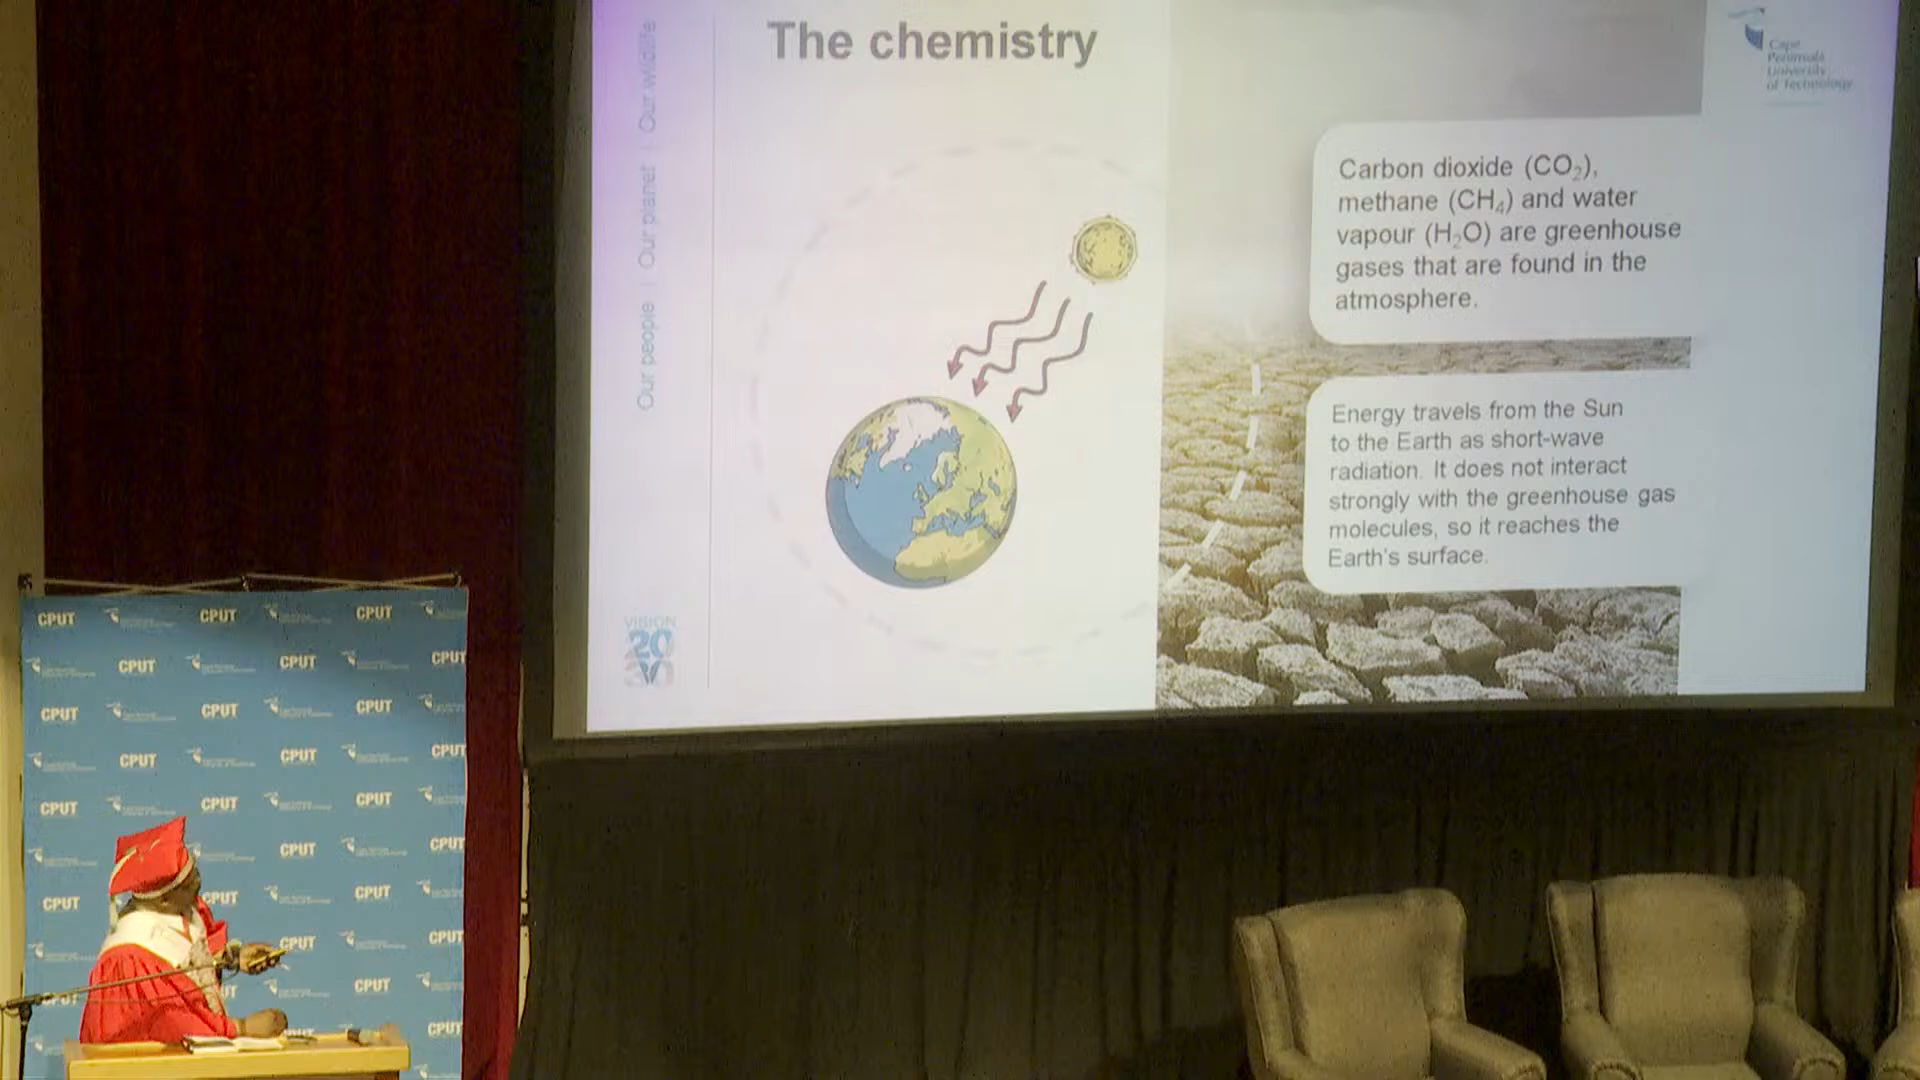 The chemistry
Our people | Our planet | Our wildlife
Cape
Peninsula
University
of Technology
Carbon dioxide (CO₂),
methane (CH₄) and water
vapour (H₂O) are greenhouse
gases that are found in the
atmosphere.
Energy travels from the Sun
to the Earth as short-wave
radiation. It does not interact
strongly with the greenhouse gas
molecules, so it reaches the
Earth's surface.
VISION
2030
CPUT CPUT CPUT
CPUT CPUT CPUT
CPUT CPUT CPUT
CPUT CPUT CPUT
CPUT CPUT CPUT
CPUT CPUT
CPUT CPUT CPUT
CPUT CPUT
CPUT CPUT
CPUT